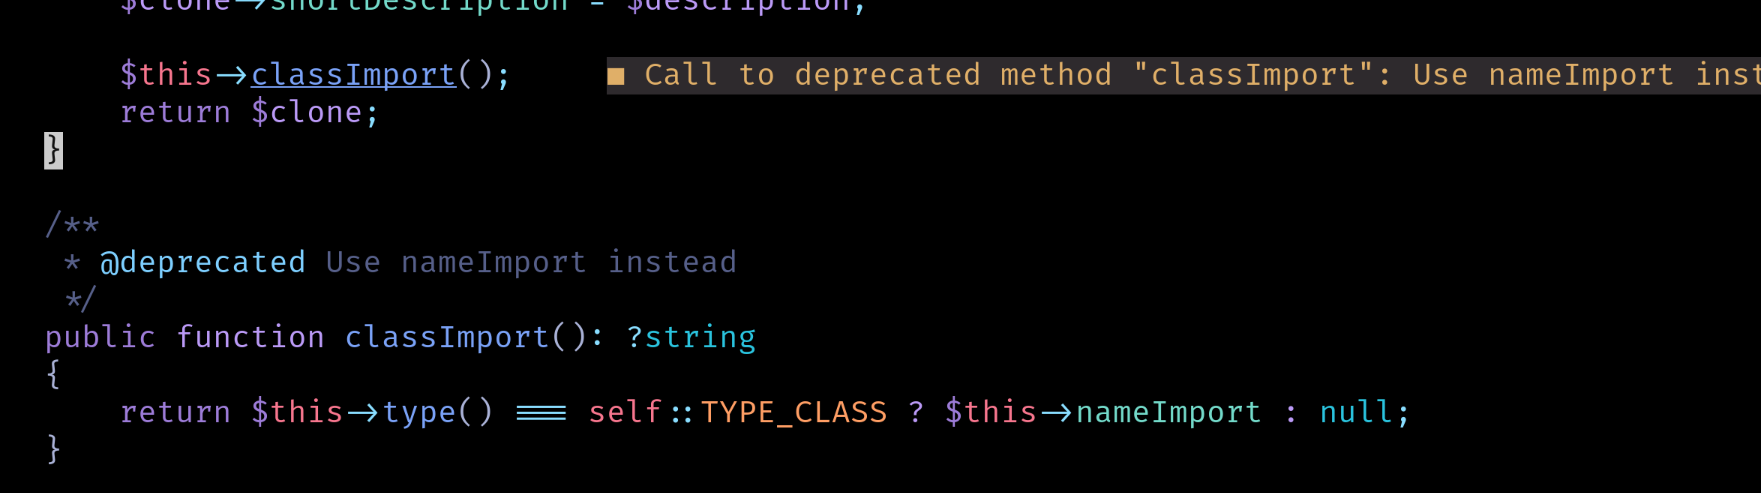 $clone->shortDescription = $description;
$this->classImport(); ■ Call to deprecated method "classImport": Use nameImport inst
return $clone;
}
/**
* @deprecated Use nameImport instead
*/
public function classImport(): ?string
{
return $this->type() === self::TYPE_CLASS ? $this->nameImport : null;
}